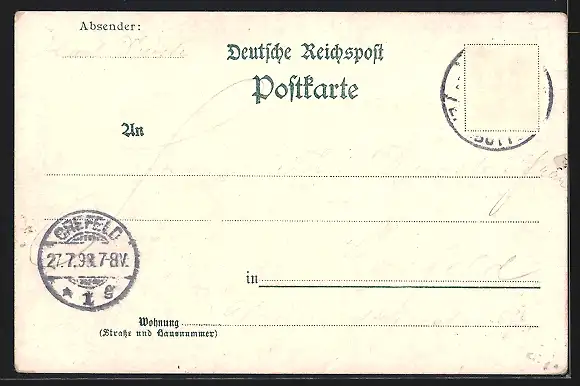 Absender:
Deutsche Reichspost
Postkarte
An
CREFELD
27.7.99.7-8V.
* 1 g
in
Wohnung
(Straße und Hausnummer)